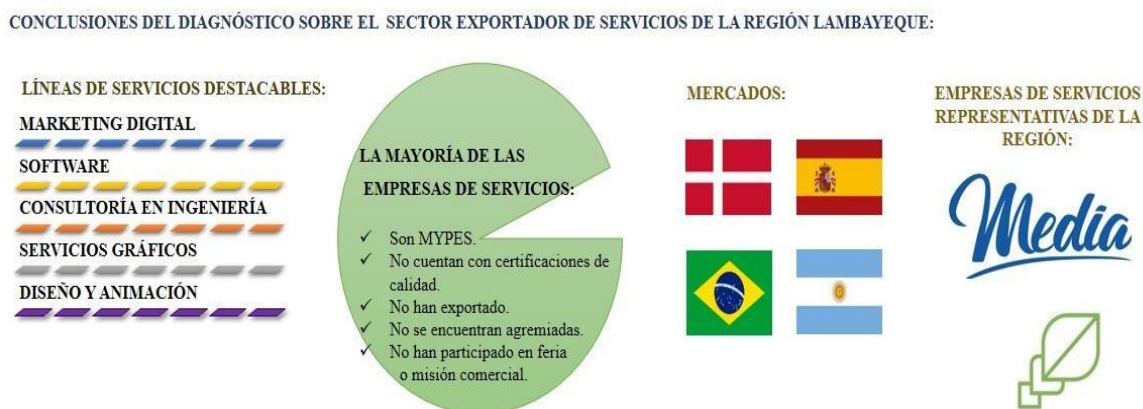 CONCLUSIONES DEL DIAGNÓSTICO SOBRE EL SECTOR EXPORTADOR DE SERVICIOS DE LA REGIÓN LAMBAYEQUE:
LÍNEAS DE SERVICIOS DESTACABLES:
MARKETING DIGITAL
SOFTWARE
CONSULTORÍA EN INGENIERÍA
SERVICIOS GRÁFICOS
DISEÑO Y ANIMACIÓN
LA MAYORÍA DE LAS
EMPRESAS DE SERVICIOS:
✓ Son MYPES.
✓ No cuentan con certificaciones de
calidad.
✓ No han exportado.
✓ No se encuentran agremiadas.
✓ No han participado en feria
o misión comercial.
MERCADOS:
EMPRESAS DE SERVICIOS
REPRESENTATIVAS DE LA
REGIÓN:
Media